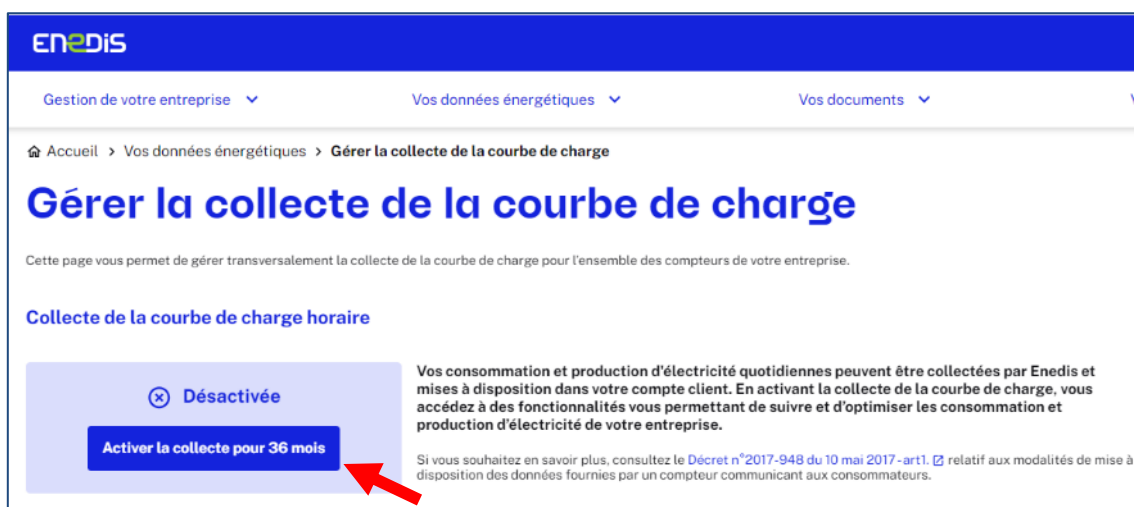 ENEDIS
Gestion de votre entreprise
Vos données énergétiques
Vos documents
Accueil > Vos données énergétiques > Gérer la collecte de la courbe de charge
Gérer la collecte de la courbe de charge
Cette page vous permet de gérer transversalement la collecte de la courbe de charge pour l'ensemble des compteurs de votre entreprise.
Collecte de la courbe de charge horaire
Désactivée
Activer la collecte pour 36 mois
Vos consommation et production d'électricité quotidiennes peuvent être collectées par Enedis et
mises à disposition dans votre compte client. En activant la collecte de la courbe de charge, vous
accédez à des fonctionnalités vous permettant de suivre et d'optimiser les consommation et
production d'électricité de votre entreprise.
Si vous souhaitez en savoir plus, consultez le Décret n°2017-948 du 10 mai 2017 - art1. relatif aux modalités de mise à
disposition des données fournies par un compteur communicant aux consommateurs.